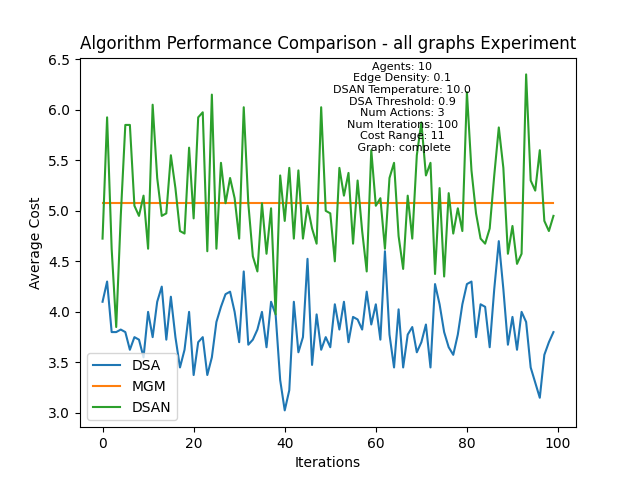 Algorithm Performance Comparison - all graphs Experiment
Agents: 10
Edge Density: 0.1
DSAN Temperature: 10.0
DSA Threshold: 0.9
Num Actions: 3
Num Iterations: 100
Cost Range: 11
Graph: complete
6.5
6.0
5.5
5.0
4.5
4.0
3.5
3.0
Average Cost
DSA
MGM
DSAN
0 20 40 60 80 100
Iterations